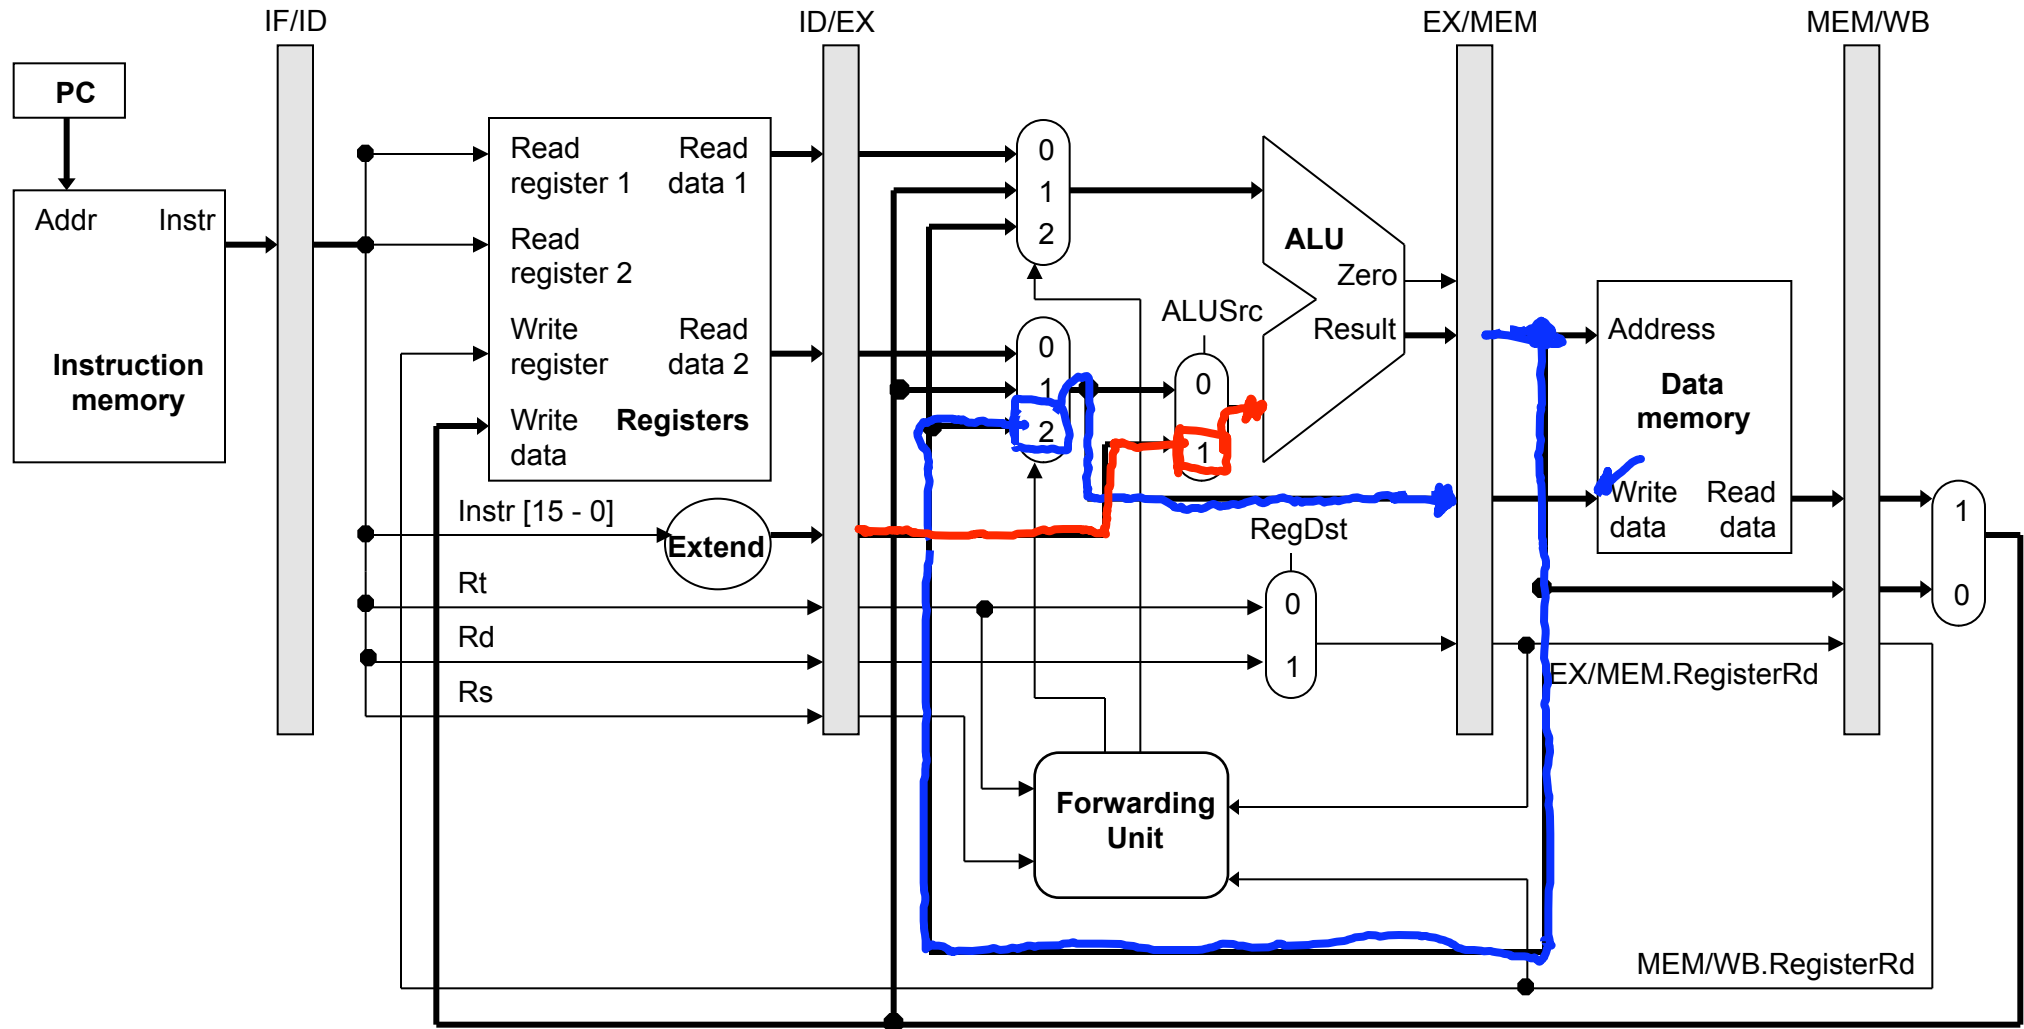 IF/ID
ID/EX
EX/MEM
MEM/WB
PC
Addr Instr
Instruction
memory
Read
register 1
Read
data 1
Read
register 2
Write
register
Read
data 2
Write
data
Registers
Instr [15 - 0]
Extend
Rt
Rd
Rs
0
1
2
0
1
2
ALUSrc
0
1
ALU
Zero
Result
RegDst
0
1
Forwarding
Unit
Address
Data
memory
Write
data
Read
data
1
0
EX/MEM.RegisterRd
MEM/WB.RegisterRd